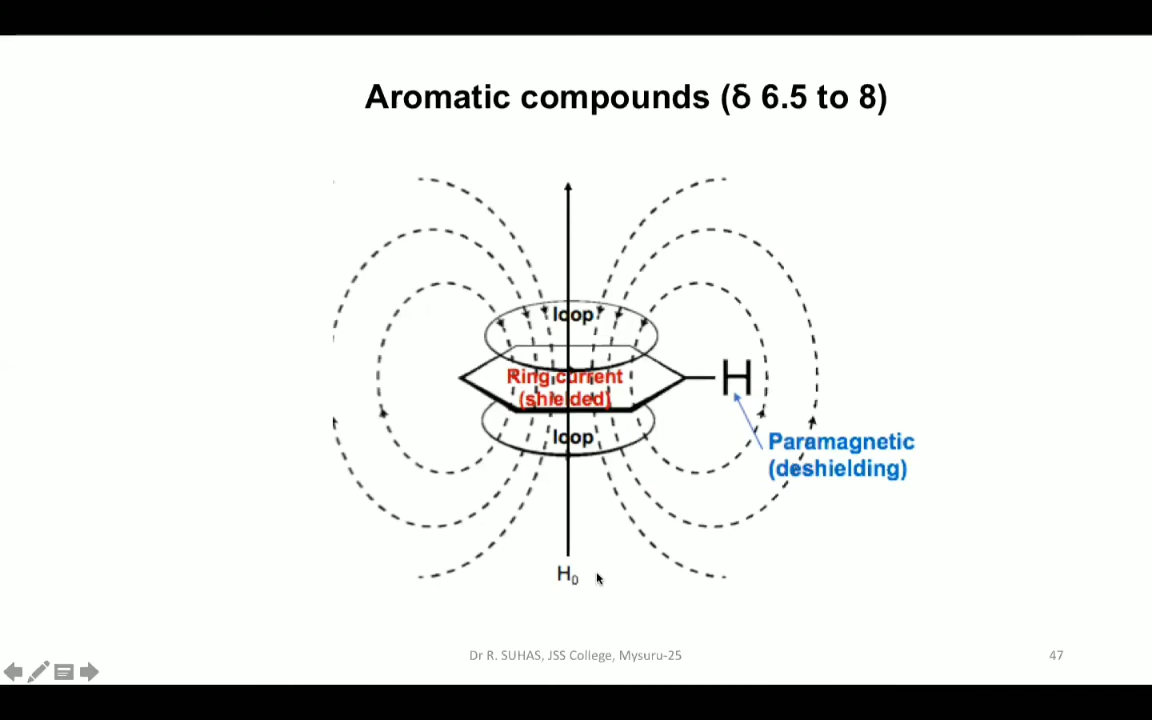 Aromatic compounds (δ 6.5 to 8)
loop
Ring current
(shielded)
H
loop
Paramagnetic
(deshielding)
H₀
Dr R. SUHAS, JSS College, Mysuru-25
47